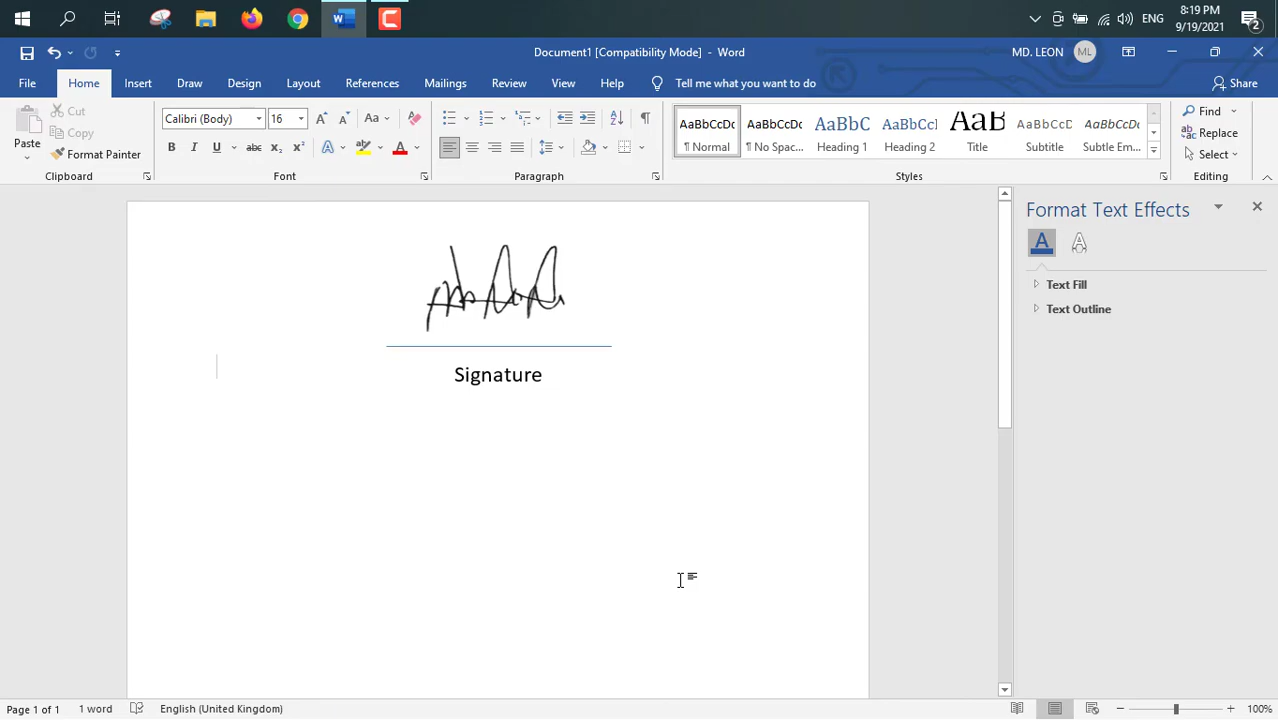 8:19 PM
ENG
9/19/2021
2
Document1 [Compatibility Mode] - Word
MD. LEON
ML
File
Home
Insert
Draw
Design
Layout
References
Mailings
Review
View
Help
Tell me what you want to do
Share
Paste
Cut
Copy
Format Painter
Clipboard
Calibri (Body)
16
Font
Paragraph
AaBbCcDc
¶ Normal
AaBbCcDc
¶ No Spac...
AaBbC
Heading 1
AaBbCcI
Heading 2
AaB
Title
AaBbCcD
Subtitle
AaBbCcDc
Subtle Em...
Styles
Find
Replace
Select
Editing
Format Text Effects
Text Fill
Text Outline
Signature
Page 1 of 1
1 word
English (United Kingdom)
100%